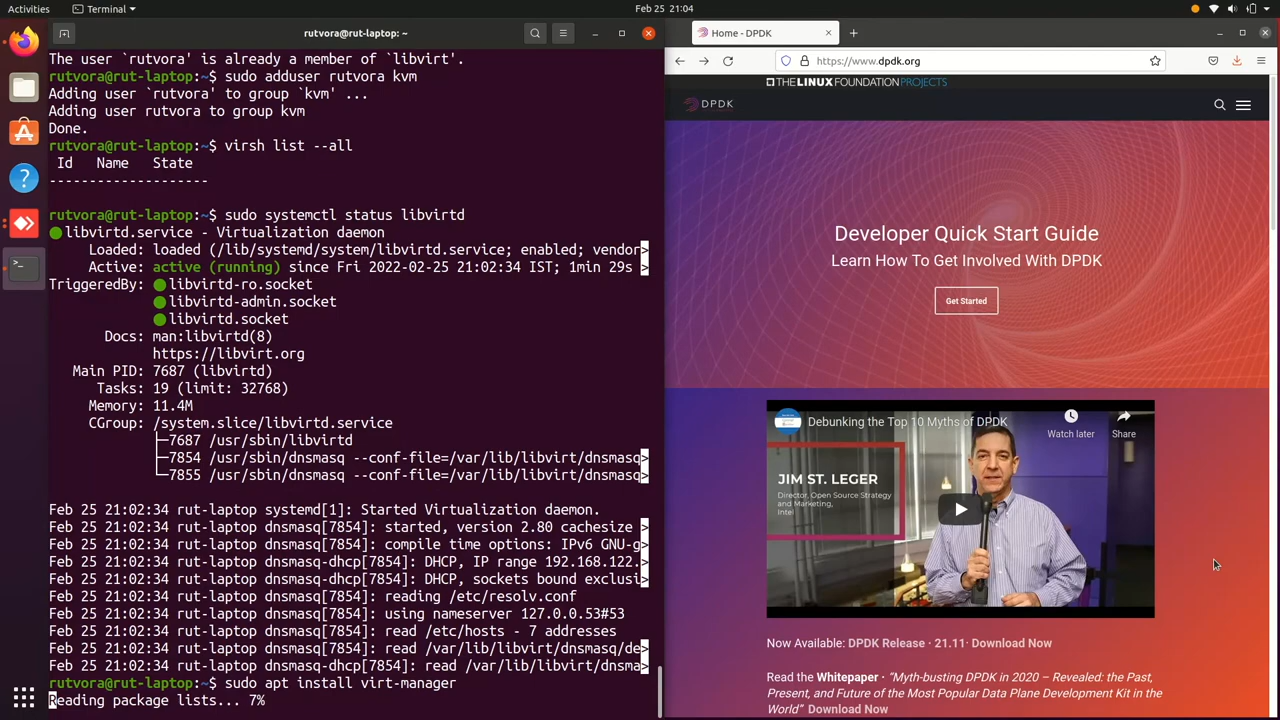 Activities
Terminal
Feb 25 21:04
rutvora@rut-laptop: ~
The user `rutvora' is already a member of `libvirt'.
rutvora@rut-laptop:~$ sudo adduser rutvora kvm
Adding user `rutvora' to group `kvm' ...
Adding user rutvora to group kvm
Done.
rutvora@rut-laptop:~$ virsh list --all
 Id   Name   State
--------------------
rutvora@rut-laptop:~$ sudo systemctl status libvirtd
● libvirtd.service - Virtualization daemon
Loaded: loaded (/lib/systemd/system/libvirtd.service; enabled; vendor>
Active: active (running) since Fri 2022-02-25 21:02:34 IST; 1min 29s >
TriggeredBy: ● libvirtd-ro.socket
● libvirtd-admin.socket
● libvirtd.socket
Docs: man:libvirtd(8)
https://libvirt.org
Main PID: 7687 (libvirtd)
Tasks: 19 (limit: 32768)
Memory: 11.4M
CGroup: /system.slice/libvirtd.service
├─7687 /usr/sbin/libvirtd
├─7854 /usr/sbin/dnsmasq --conf-file=/var/lib/libvirt/dnsmasq>
└─7855 /usr/sbin/dnsmasq --conf-file=/var/lib/libvirt/dnsmasq>
Feb 25 21:02:34 rut-laptop systemd[1]: Started Virtualization daemon.
Feb 25 21:02:34 rut-laptop dnsmasq[7854]: started, version 2.80 cachesize >
Feb 25 21:02:34 rut-laptop dnsmasq[7854]: compile time options: IPv6 GNU-g>
Feb 25 21:02:34 rut-laptop dnsmasq-dhcp[7854]: DHCP, IP range 192.168.122.>
Feb 25 21:02:34 rut-laptop dnsmasq-dhcp[7854]: DHCP, sockets bound exclusi>
Feb 25 21:02:34 rut-laptop dnsmasq[7854]: reading /etc/resolv.conf
Feb 25 21:02:34 rut-laptop dnsmasq[7854]: using nameserver 127.0.0.53#53
Feb 25 21:02:34 rut-laptop dnsmasq[7854]: read /etc/hosts - 7 addresses
Feb 25 21:02:34 rut-laptop dnsmasq[7854]: read /var/lib/libvirt/dnsmasq/de>
Feb 25 21:02:34 rut-laptop dnsmasq-dhcp[7854]: read /var/lib/libvirt/dnsma>
rutvora@rut-laptop:~$ sudo apt install virt-manager
Reading package lists... 7%
Home - DPDK
https://www.dpdk.org
THE LINUX FOUNDATION PROJECTS
DPDK
Developer Quick Start Guide
Learn How To Get Involved With DPDK
Get Started
Debunking the Top 10 Myths of DPDK
Watch later
Share
JIM ST. LEGER
Director, Open Source Strategy
and Marketing,
Intel
Now Available: DPDK Release · 21.11· Download Now
Read the Whitepaper · “Myth-busting DPDK in 2020 – Revealed: the Past,
Present, and Future of the Most Popular Data Plane Development Kit in the
World” Download Now